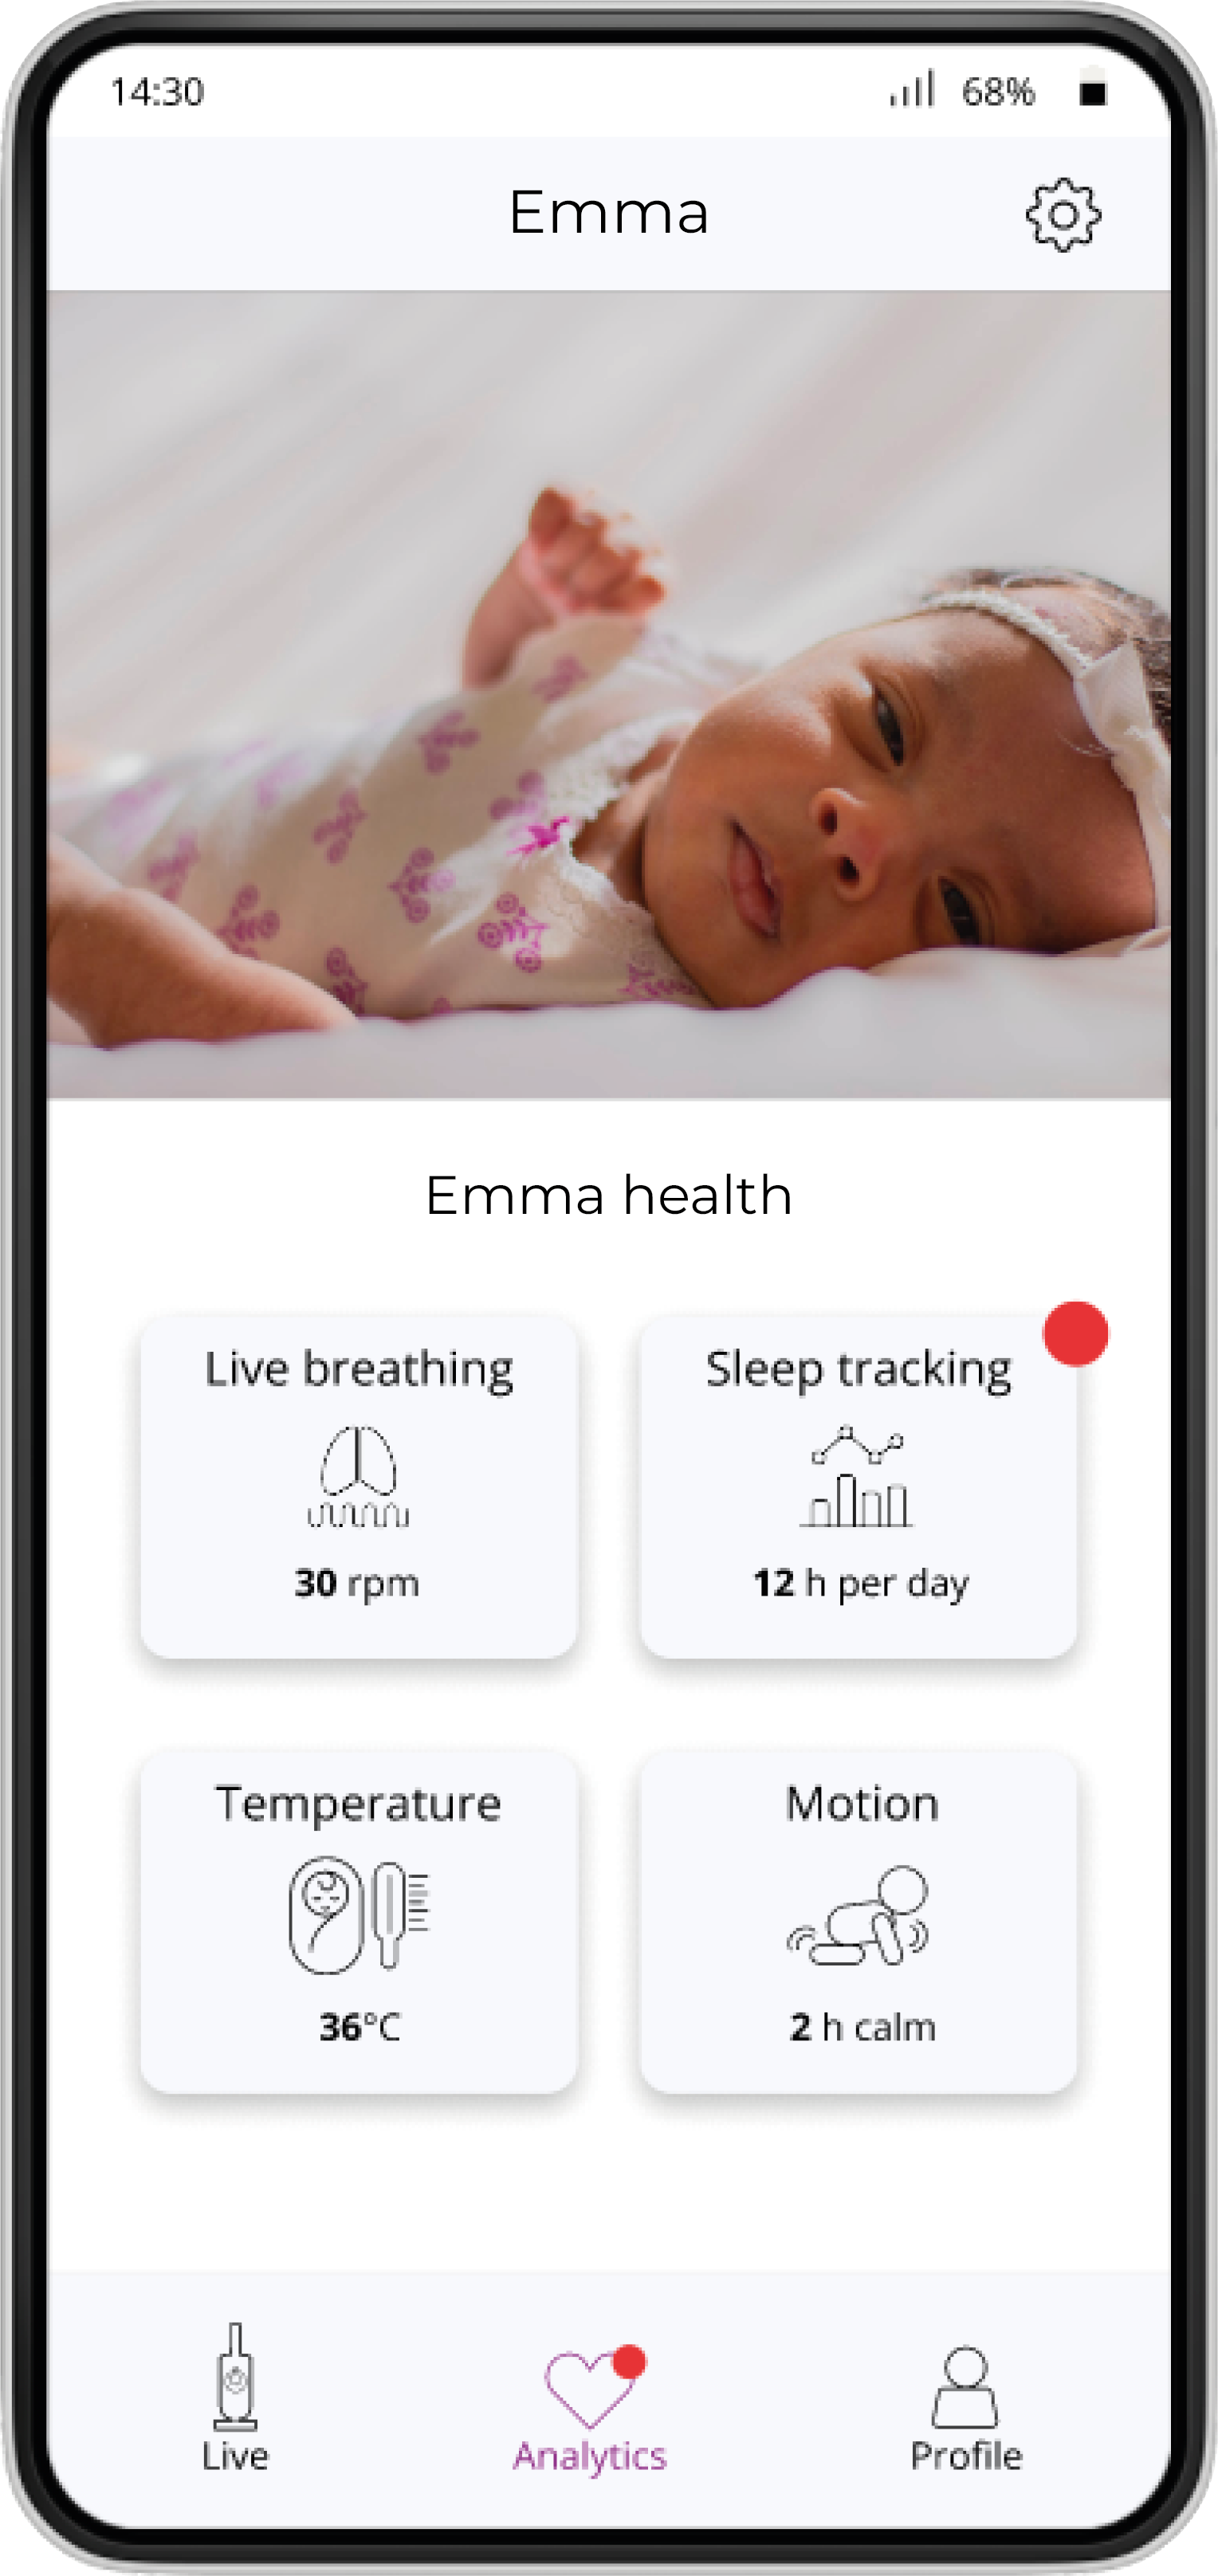 14:30 68%
Emma
Emma health
Live breathing
30 rpm
Sleep tracking
12 h per day
Temperature
36°C
Motion
2 h calm
Live
Analytics
Profile